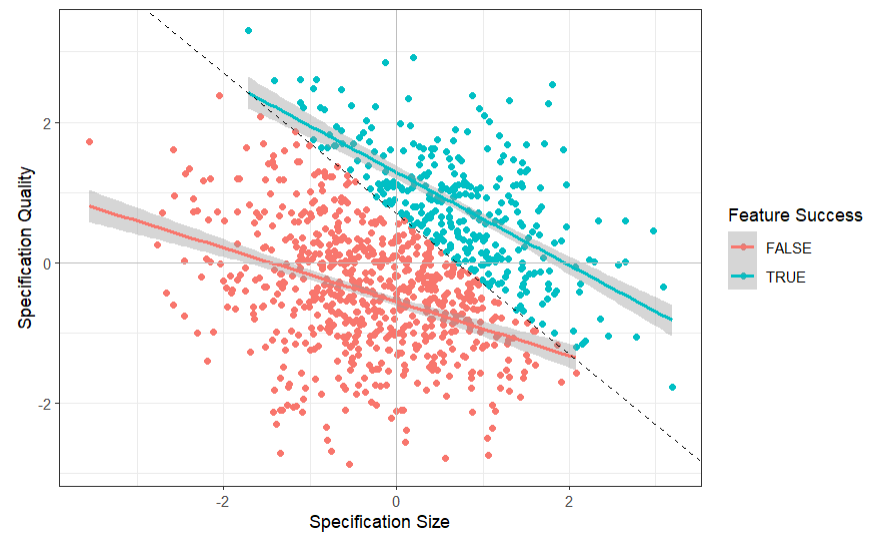 Specification Quality
2
0
-2
-2
0
2
Specification Size
Feature Success
FALSE
TRUE